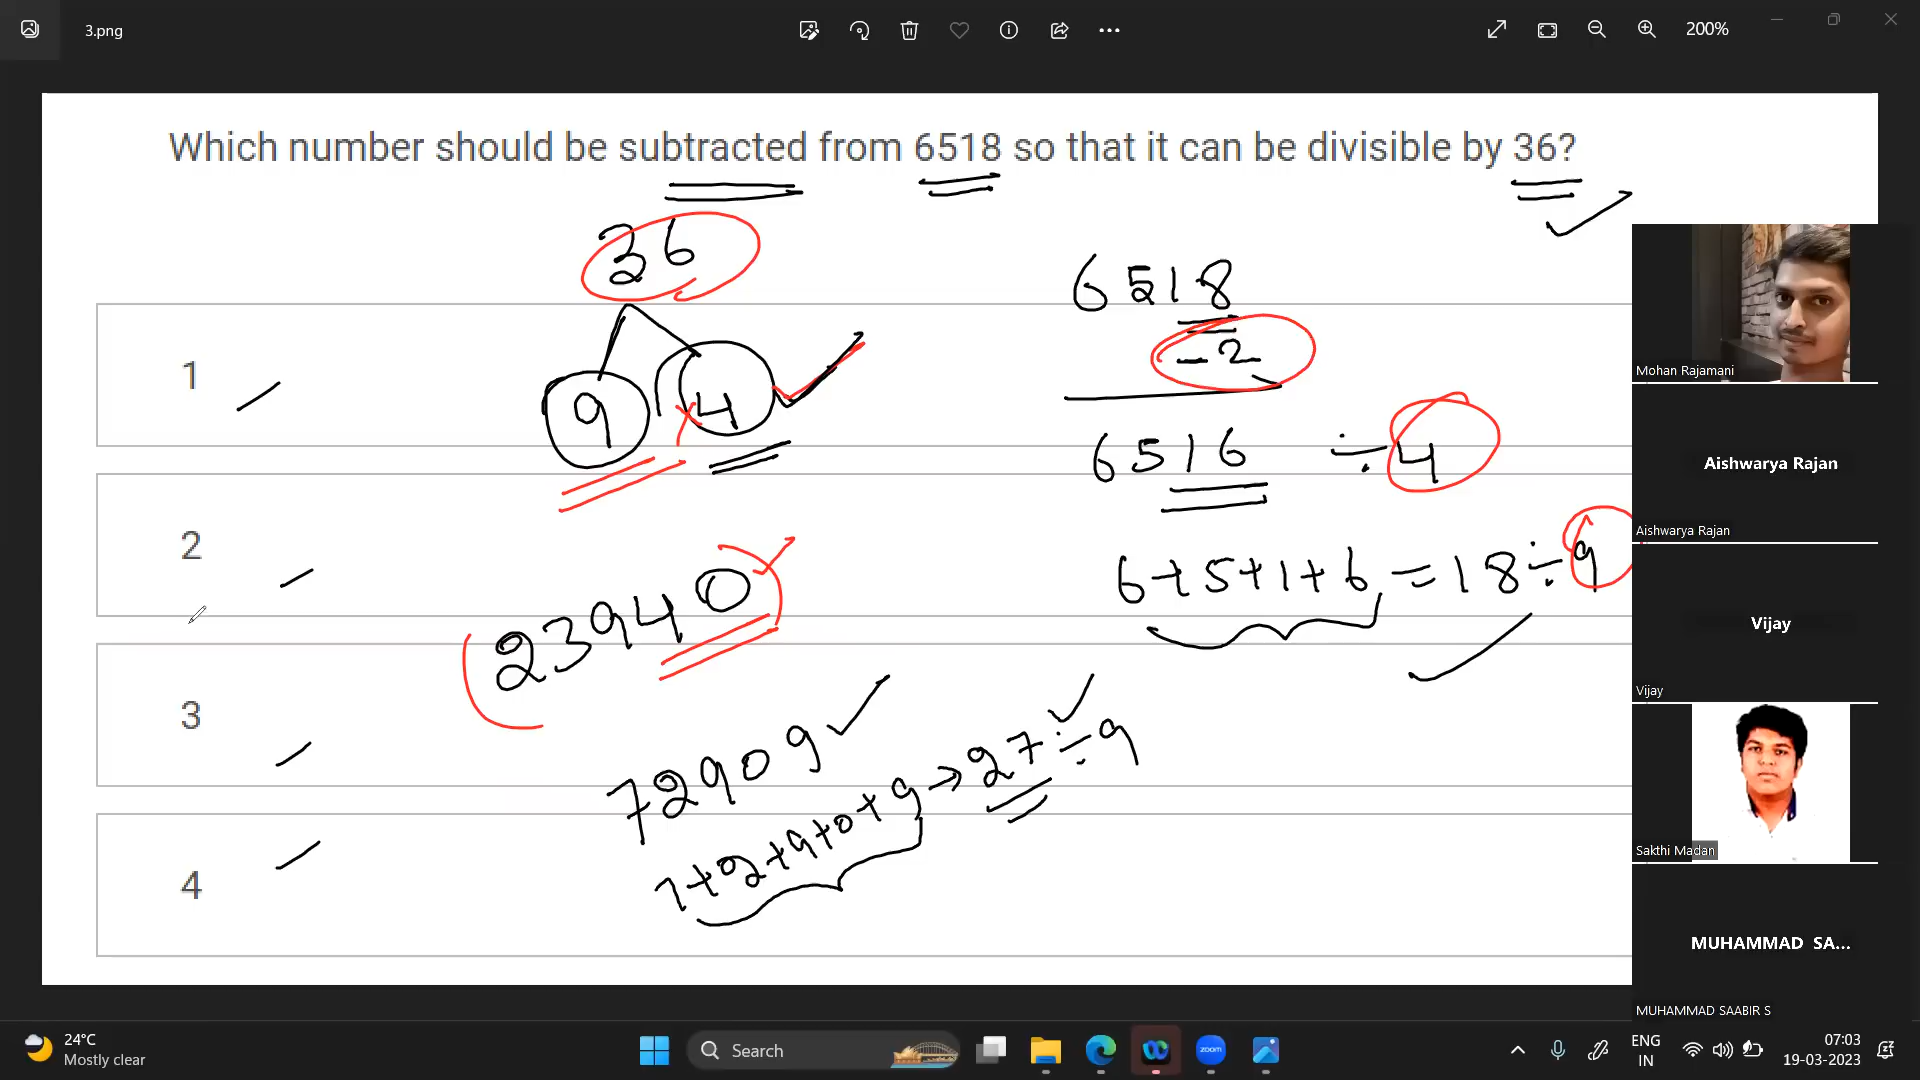 3.png
200%
Which number should be subtracted from 6518 so that it can be divisible by 36?
36
9 x 4
6518
-2
6516 ÷ 4
6+5+1+6 = 18 ÷ 9
1
2
3
4
23940
72909
7+2+9+0+9 → 27 ÷ 9
Mohan Rajamani
Aishwarya Rajan
Aishwarya Rajan
Vijay
Vijay
Sakthi Madan
MUHAMMAD SA...
MUHAMMAD SAABIR S
24°C
Mostly clear
Search
zoom
ENG
IN
07:03
19-03-2023